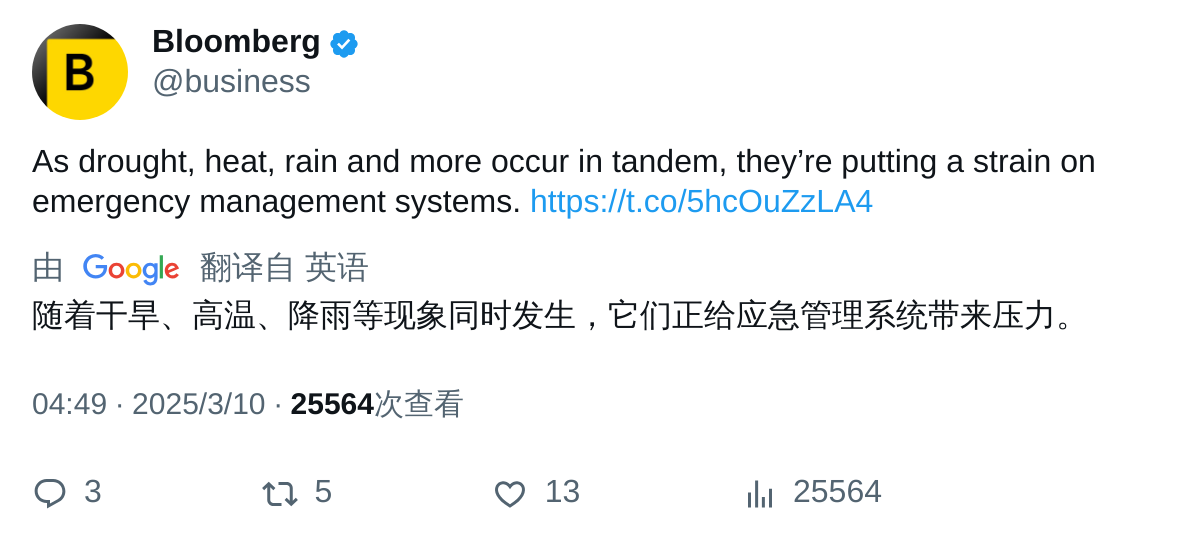 B
Bloomberg
@business
As drought, heat, rain and more occur in tandem, they’re putting a strain on
emergency management systems. https://t.co/5hcOuZzLA4
由 Google 翻译自 英语
随着干旱、高温、降雨等现象同时发生，它们正给应急管理系统带来压力。
04:49 · 2025/3/10 · 25564次查看
3 5 13 25564